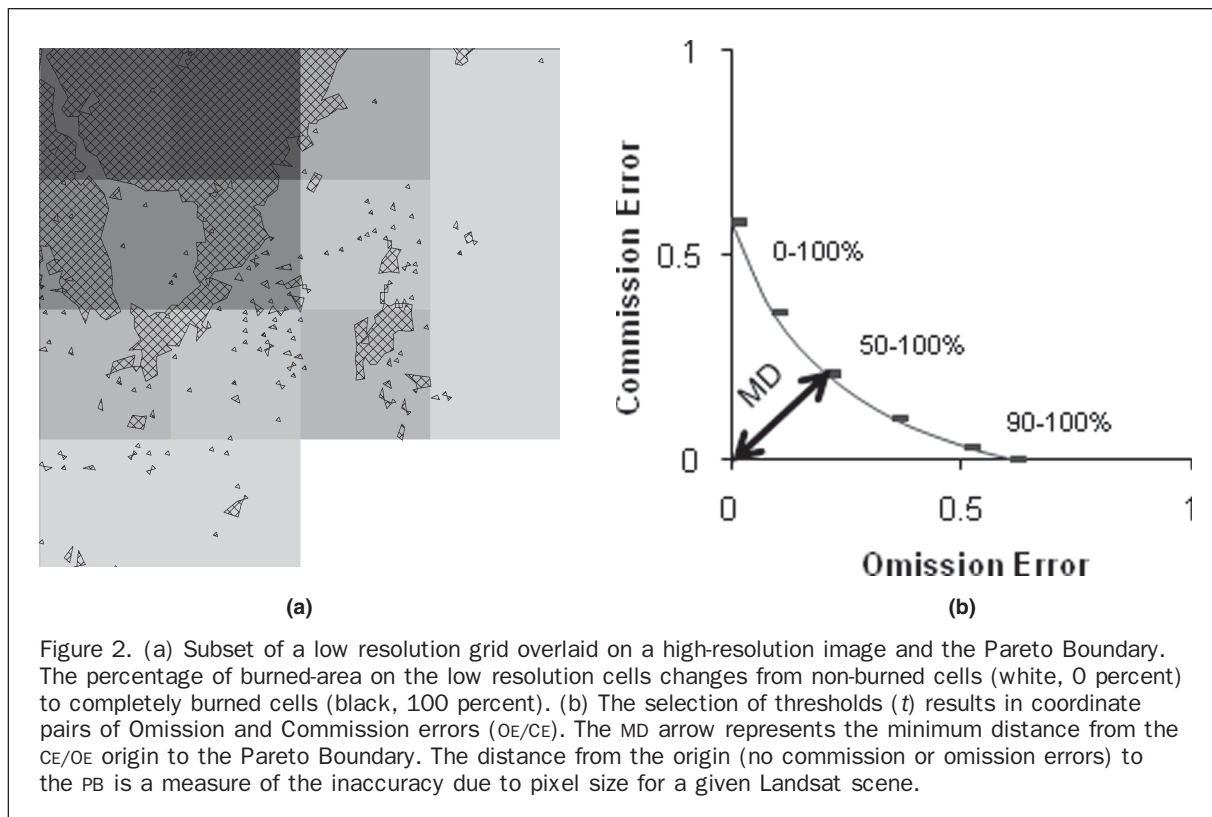 1
0.5
0
Commission Error
0-100%
50-100%
90-100%
MD
0
0.5
1
Omission Error
(a)
(b)
Figure 2. (a) Subset of a low resolution grid overlaid on a high-resolution image and the Pareto Boundary.
The percentage of burned-area on the low resolution cells changes from non-burned cells (white, 0 percent)
to completely burned cells (black, 100 percent). (b) The selection of thresholds (t) results in coordinate
pairs of Omission and Commission errors (OE/CE). The MD arrow represents the minimum distance from the
CE/OE origin to the Pareto Boundary. The distance from the origin (no commission or omission errors) to
the PB is a measure of the inaccuracy due to pixel size for a given Landsat scene.